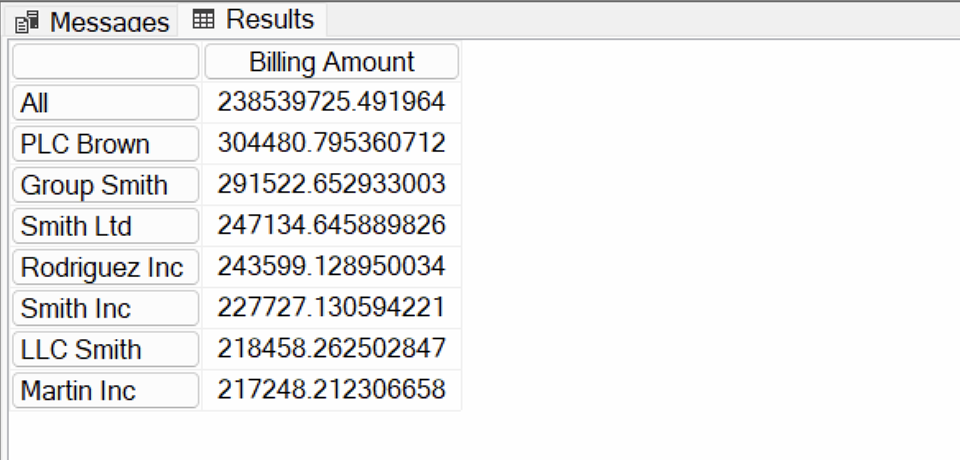 Messages Results
Billing Amount
All 238539725.491964
PLC Brown 304480.795360712
Group Smith 291522.652933003
Smith Ltd 247134.645889826
Rodriguez Inc 243599.128950034
Smith Inc 227727.130594221
LLC Smith 218458.262502847
Martin Inc 217248.212306658